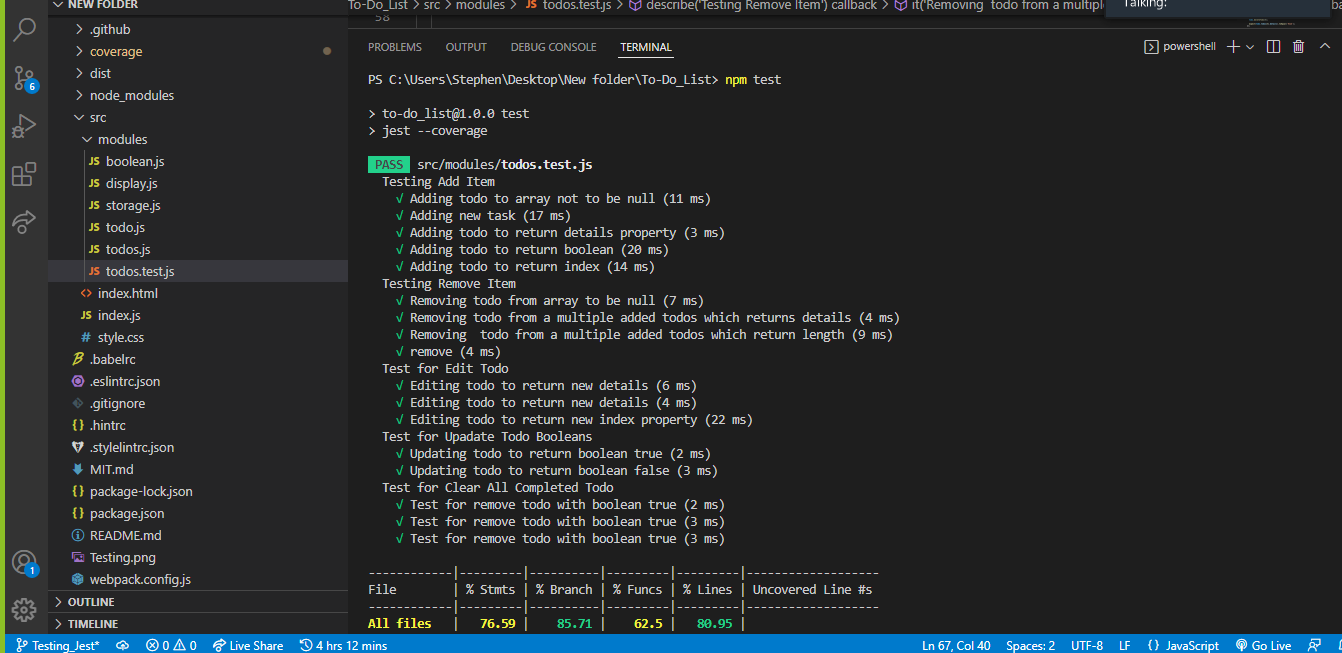 NEW FOLDER
.github
coverage
dist
node_modules
src
modules
JS boolean.js
JS display.js
JS storage.js
JS todo.js
JS todos.js
JS todos.test.js
<> index.html
JS index.js
# style.css
.babelrc
.eslintrc.json
.gitignore
{} .hintrc
.stylelintrc.json
MIT.md
{} package-lock.json
{} package.json
README.md
Testing.png
webpack.config.js
OUTLINE
TIMELINE
6
1
To-Do_List > src > modules > JS todos.test.js > describe('Testing Remove Item') callback > it('Removing  todo from a multiple
Talking:
58
PROBLEMS OUTPUT DEBUG CONSOLE TERMINAL
powershell
PS C:\Users\Stephen\Desktop\New folder\To-Do_List> npm test
> to-do_list@1.0.0 test
> jest --coverage
PASS src/modules/todos.test.js
Testing Add Item
√ Adding todo to array not to be null (11 ms)
√ Adding new task (17 ms)
√ Adding todo to return details property (3 ms)
√ Adding todo to return boolean (20 ms)
√ Adding todo to return index (14 ms)
Testing Remove Item
√ Removing todo from array to be null (7 ms)
√ Removing todo from a multiple added todos which returns details (4 ms)
√ Removing  todo from a multiple added todos which return length (9 ms)
√ remove (4 ms)
Test for Edit Todo
√ Editing todo to return new details (6 ms)
√ Editing todo to return new details (4 ms)
√ Editing todo to return new index property (22 ms)
Test for Upadate Todo Booleans
√ Updating todo to return boolean true (2 ms)
√ Updating todo to return boolean false (3 ms)
Test for Clear All Completed Todo
√ Test for remove todo with boolean true (2 ms)
√ Test for remove todo with boolean true (3 ms)
√ Test for remove todo with boolean true (3 ms)
------------|---------|----------|---------|---------|-------------------
File        | % Stmts | % Branch | % Funcs | % Lines | Uncovered Line #s
------------|---------|----------|---------|---------|-------------------
All files   |   76.59 |    85.71 |    62.5 |   80.95 |
Testing_Jest* 0 0 Live Share 4 hrs 12 mins Ln 67, Col 40 Spaces: 2 UTF-8 LF {} JavaScript Go Live